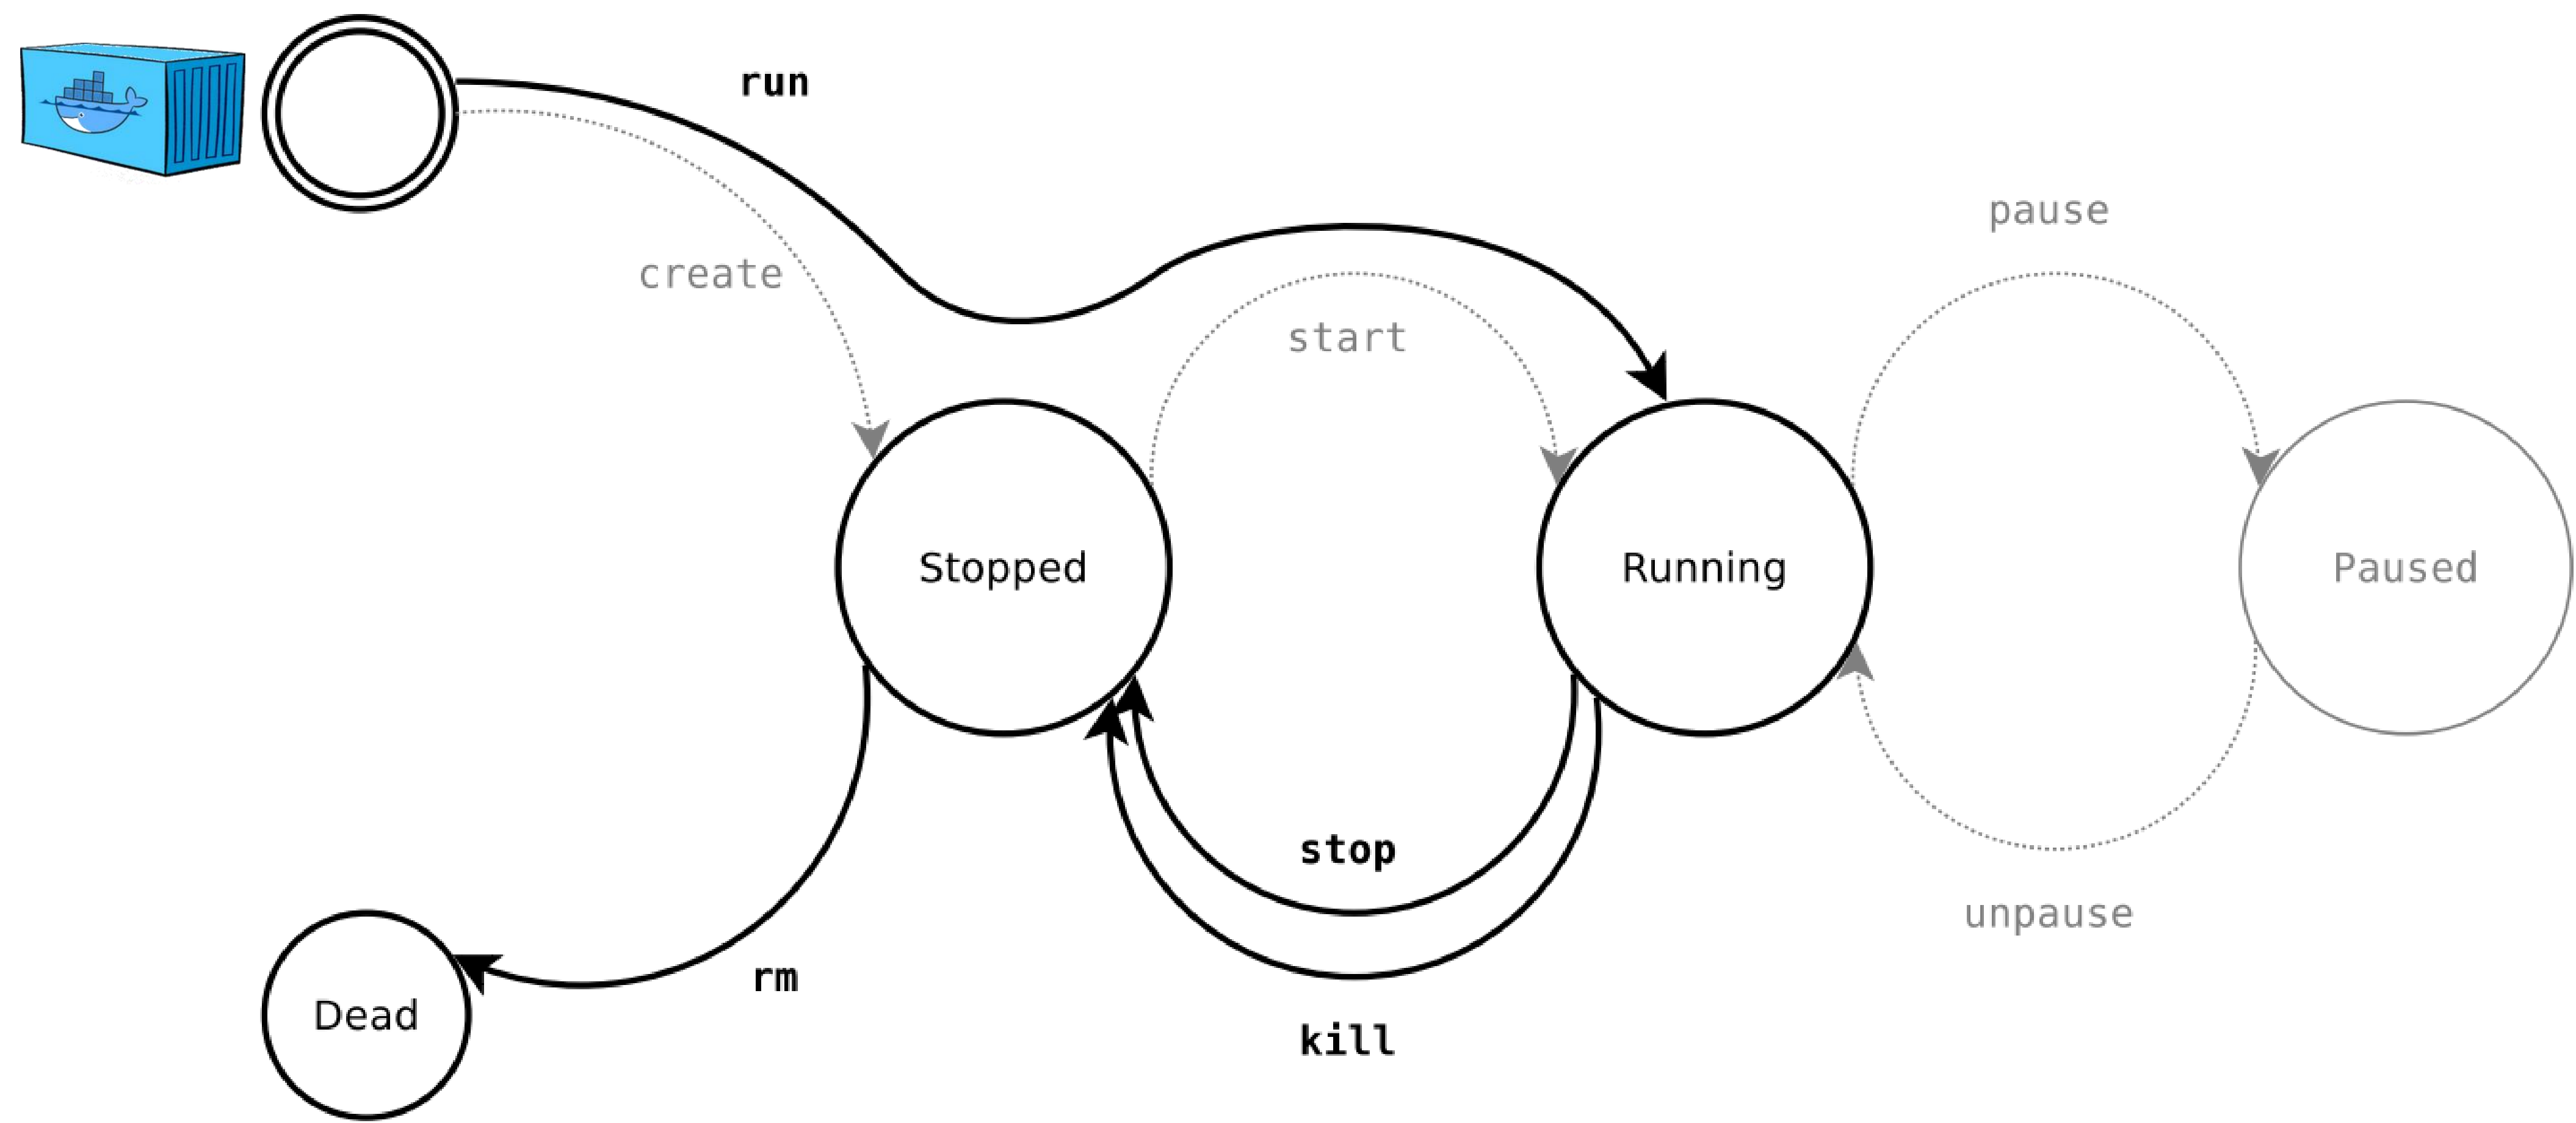 run
create
start
pause
Stopped
Running
Paused
stop
unpause
rm
Dead
kill